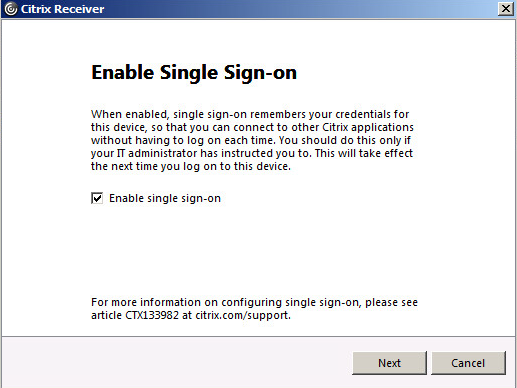 Citrix Receiver
Enable Single Sign-on
When enabled, single sign-on remembers your credentials for
this device, so that you can connect to other Citrix applications
without having to log on each time. You should do this only if
your IT administrator has instructed you to. This will take effect
the next time you log on to this device.
Enable single sign-on
For more information on configuring single sign-on, please see
article CTX133982 at citrix.com/support.
Next
Cancel